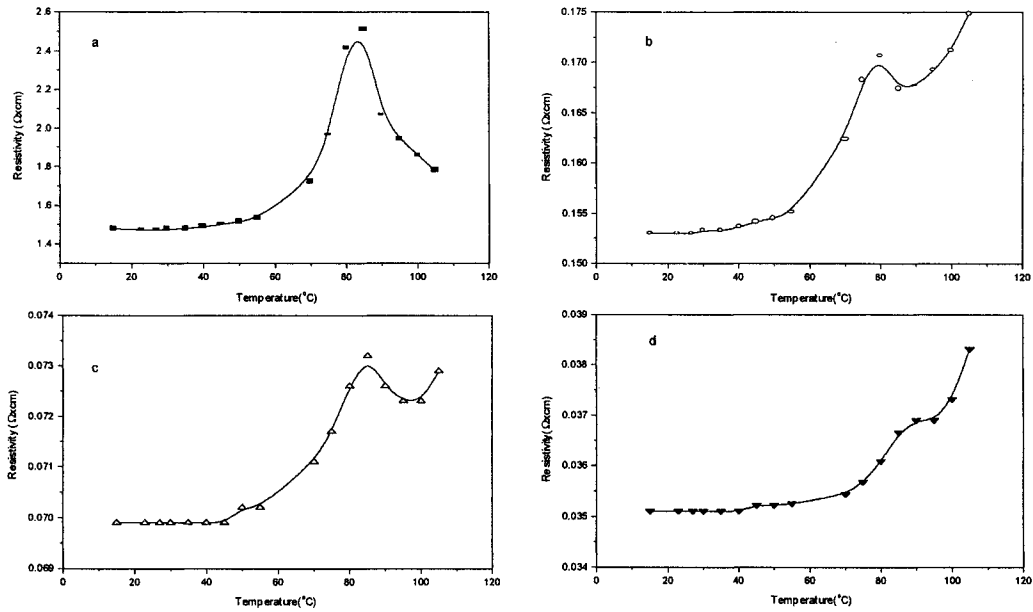 2.6
2.4
2.2
2.0
1.8
1.6
1.4
Resistivity (Ωxcm)
a
0 20 40 60 80 100 120
Temperature(°C)
0.175
0.170
0.165
0.160
0.155
0.150
Resistivity (Ωxcm)
b
0 20 40 60 80 100 120
Temperature(°C)
0.074
0.073
0.072
0.071
0.070
0.069
Resistivity (Ωxcm)
c
0 20 40 60 80 100 120
Temperature(°C)
0.039
0.038
0.037
0.036
0.035
0.034
Resistivity (Ωxcm)
d
0 20 40 60 80 100 120
Temperature(°C)